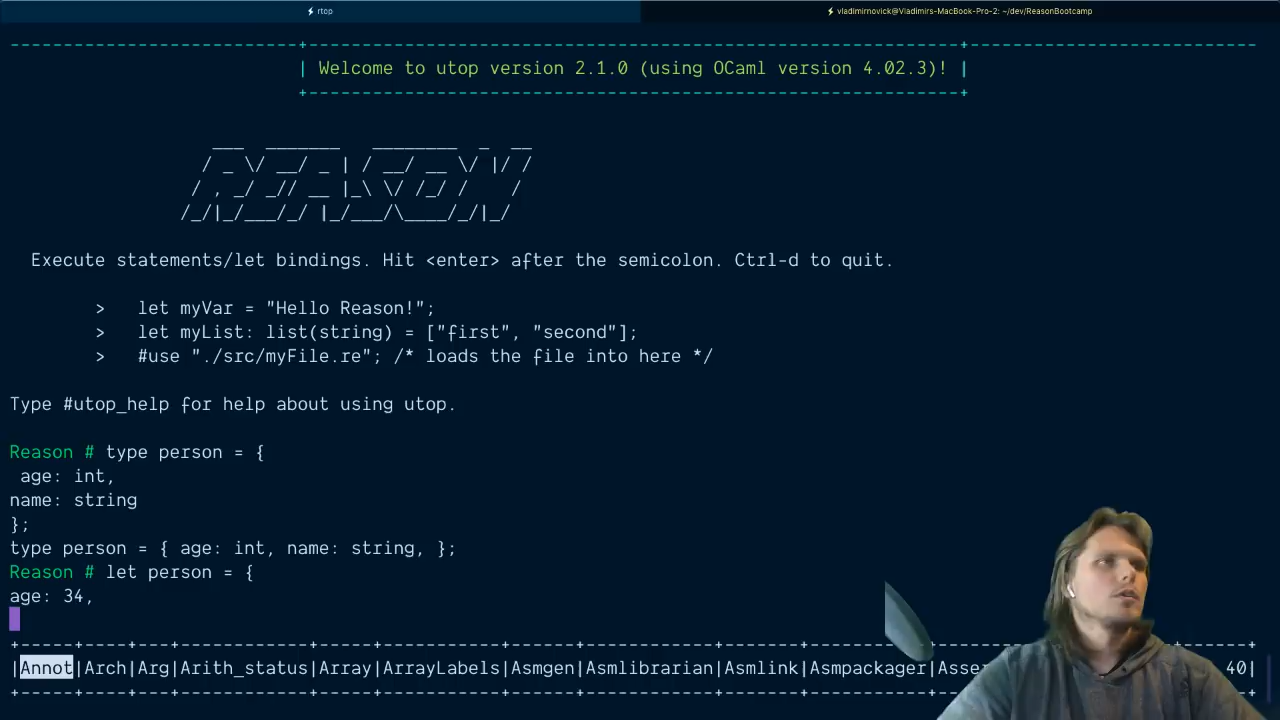 ⚡ rtop
⚡ vladimirnovick@Vladimirs-MacBook-Pro-2: ~/dev/ReasonBootcamp
| Welcome to utop version 2.1.0 (using OCaml version 4.02.3)! |
REASON
Execute statements/let bindings. Hit <enter> after the semicolon. Ctrl-d to quit.
> let myVar = "Hello Reason!";
> let myList: list(string) = ["first", "second"];
> #use "./src/myFile.re"; /* loads the file into here */
Type #utop_help for help about using utop.
Reason # type person = {
age: int,
name: string
};
type person = { age: int, name: string, };
Reason # let person = {
age: 34,
|Annot|Arch|Arg|Arith_status|Array|ArrayLabels|Asmgen|Asmlibrarian|Asmlink|Asmpackager| 40|